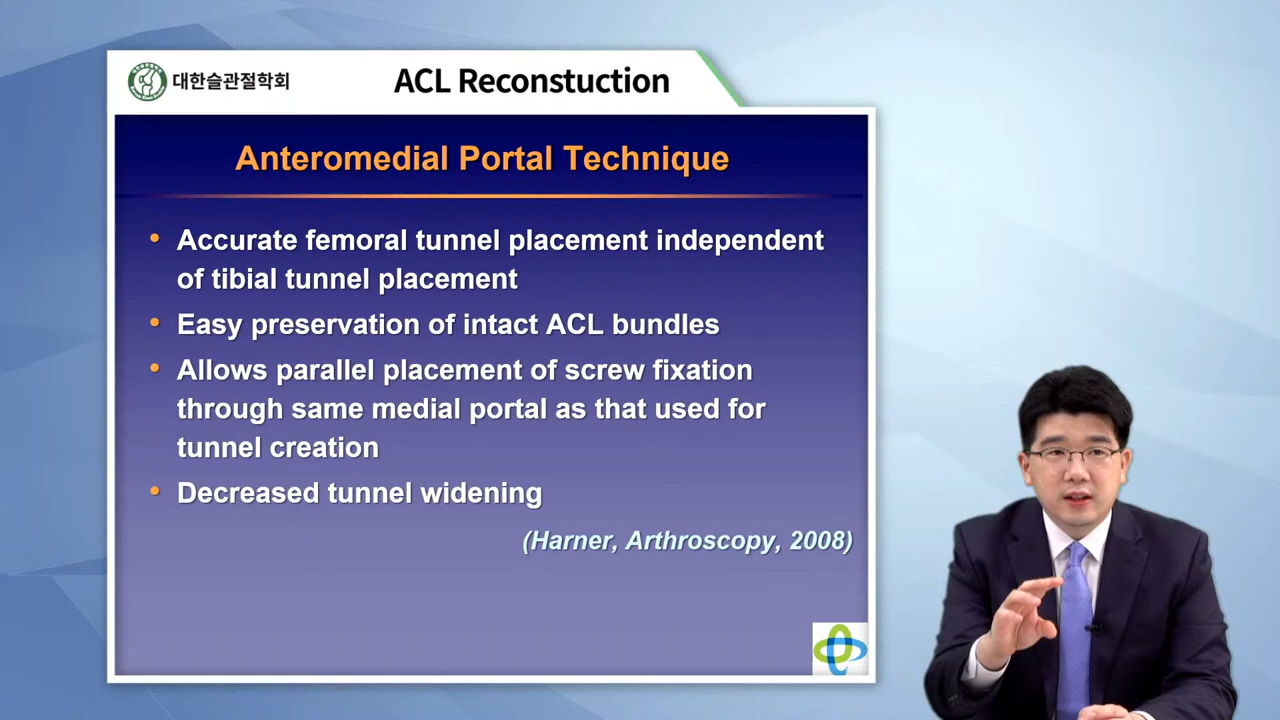 대한슬관절학회
ACL Reconstuction
Anteromedial Portal Technique
• Accurate femoral tunnel placement independent
of tibial tunnel placement
• Easy preservation of intact ACL bundles
• Allows parallel placement of screw fixation
through same medial portal as that used for
tunnel creation
• Decreased tunnel widening
(Harner, Arthroscopy, 2008)